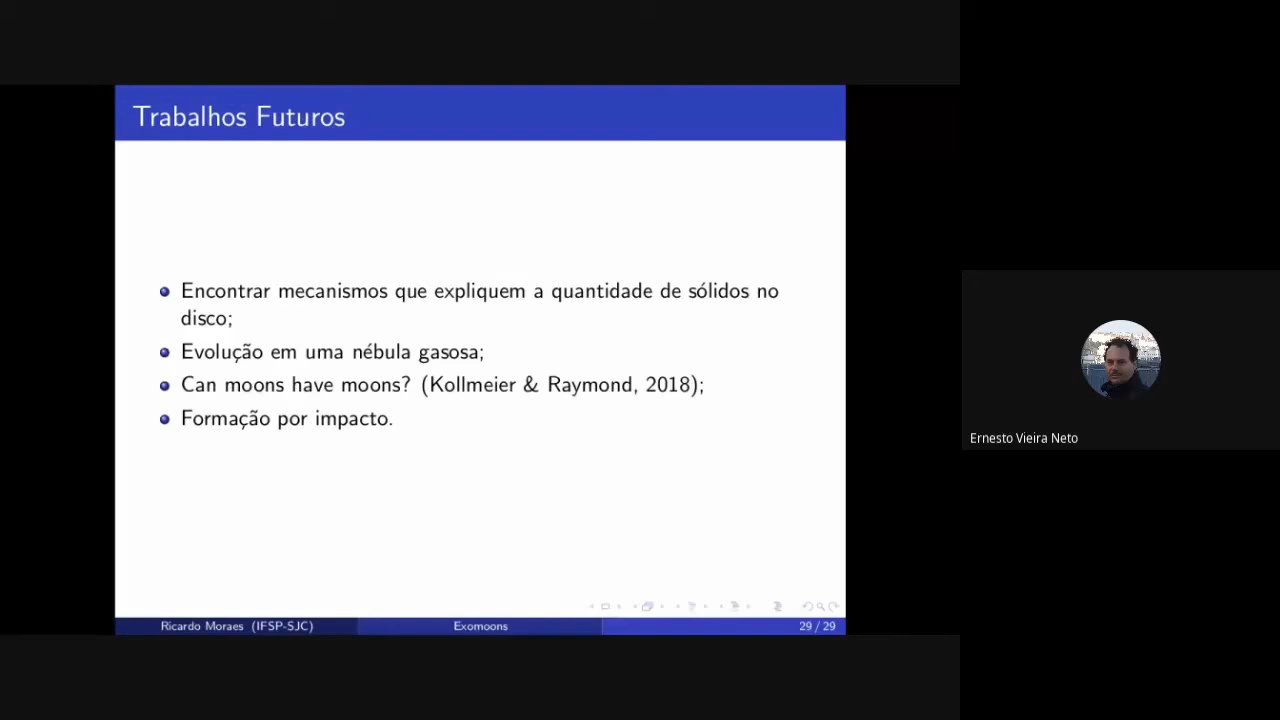 Trabalhos Futuros
Encontrar mecanismos que expliquem a quantidade de sólidos no
disco;
Evolução em uma nébula gasosa;
Can moons have moons? (Kollmeier & Raymond, 2018);
Formação por impacto.
Ricardo Moraes (IFSP-SJC)
Exomoons
29 / 29
Ernesto Vieira Neto